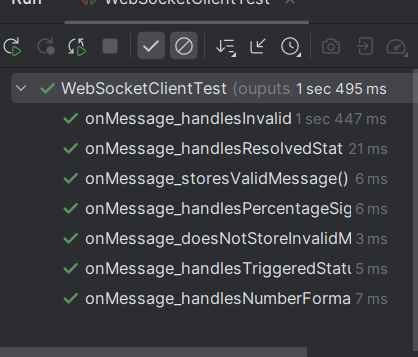 Run WebSocketClientTest ×
WebSocketClientTest (ouputs, 1 sec 495 ms
onMessage_handlesInvalid 1 sec 447 ms
onMessage_handlesResolvedStat 21 ms
onMessage_storesValidMessage() 6 ms
onMessage_handlesPercentageSig 6 ms
onMessage_doesNotStoreInvalidM 3 ms
onMessage_handlesTriggeredStatu 5 ms
onMessage_handlesNumberForma 7 ms